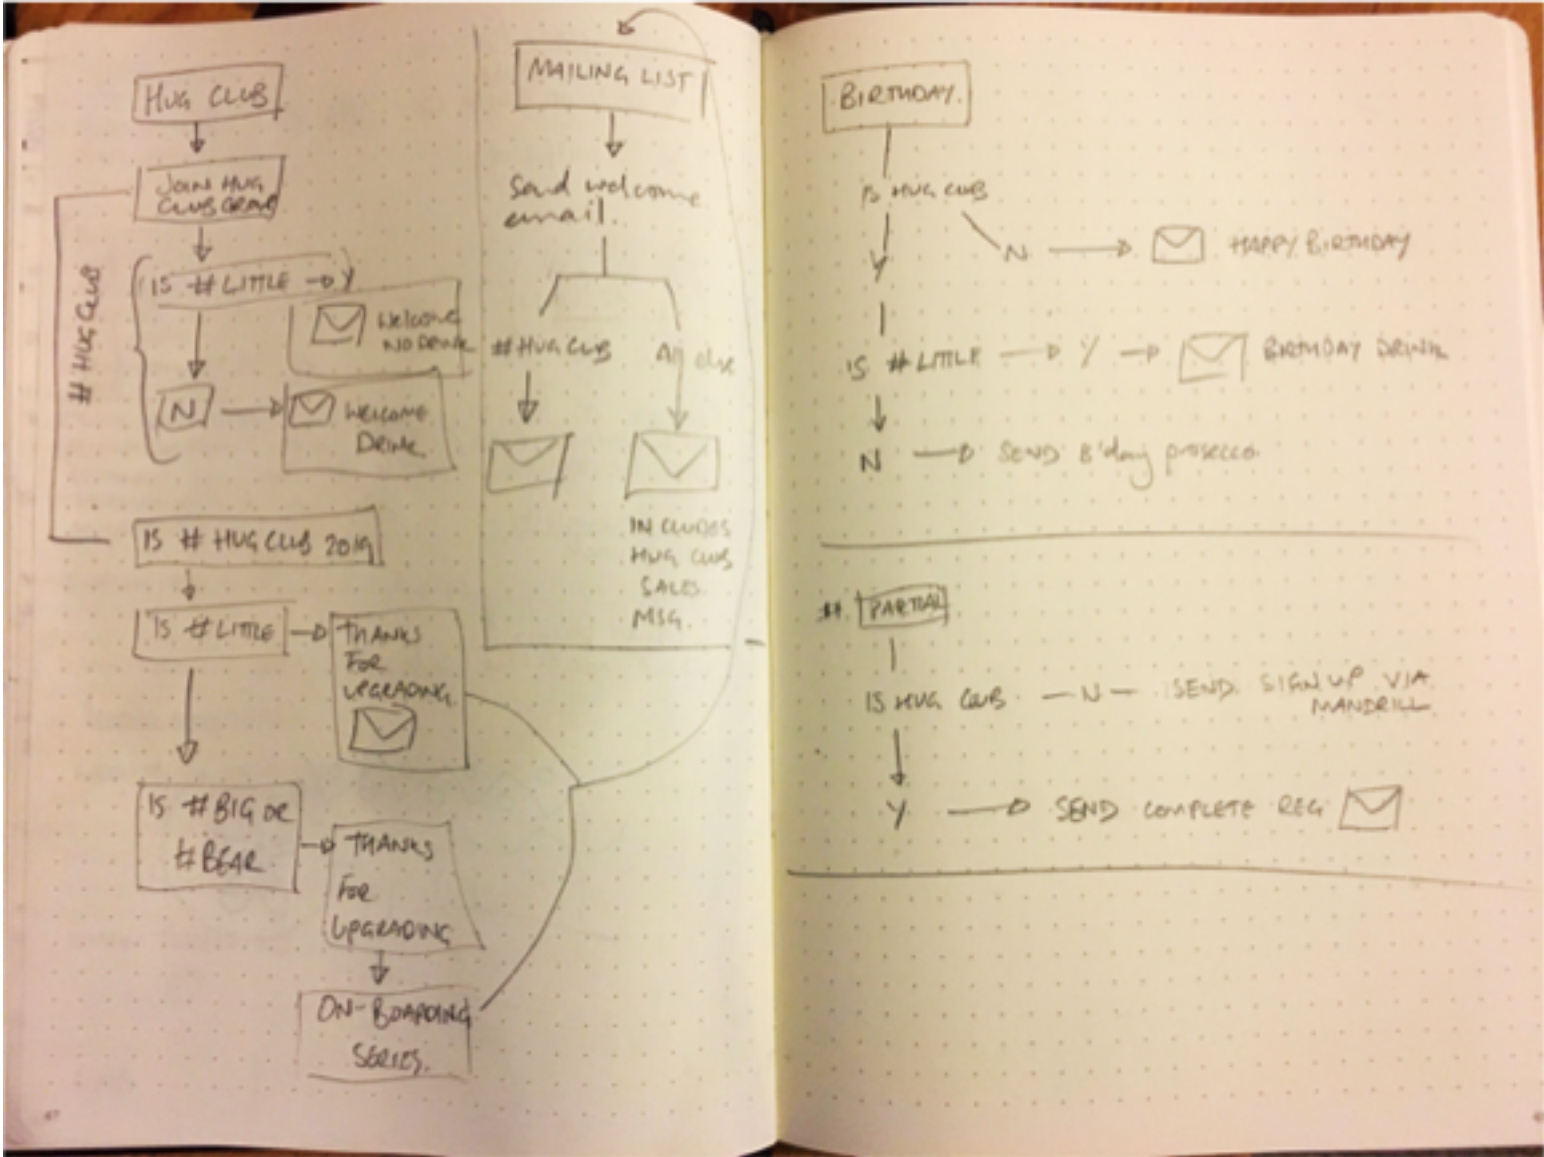 HUG CLUB
JOIN HUG
CLUB GROUP
# HUG CLUB
IS # LITTLE → Y
WELCOME
NO DRINK
N
WELCOME
DRINK
IS # HUG CLUB 2019
IS # LITTLE
THANKS
FOR
UPGRADING
IS # BIG OR
# BEAR
THANKS
FOR
UPGRADING
ON-BOARDING
SERIES.
MAILING LIST
Send welcome
email.
# HUG CLUB
All else
INCLUDES
HUG CLUB
SALES
MSG.
BIRTHDAY.
IS HUG CLUB
N → HAPPY BIRTHDAY
Y
IS # LITTLE → Y → BIRTHDAY DRINK
N → SEND B'day prosecco
PARTIAL
IS HUG CLUB — N — SEND SIGNUP VIA
MANDRILL
Y → SEND COMPLETE REG